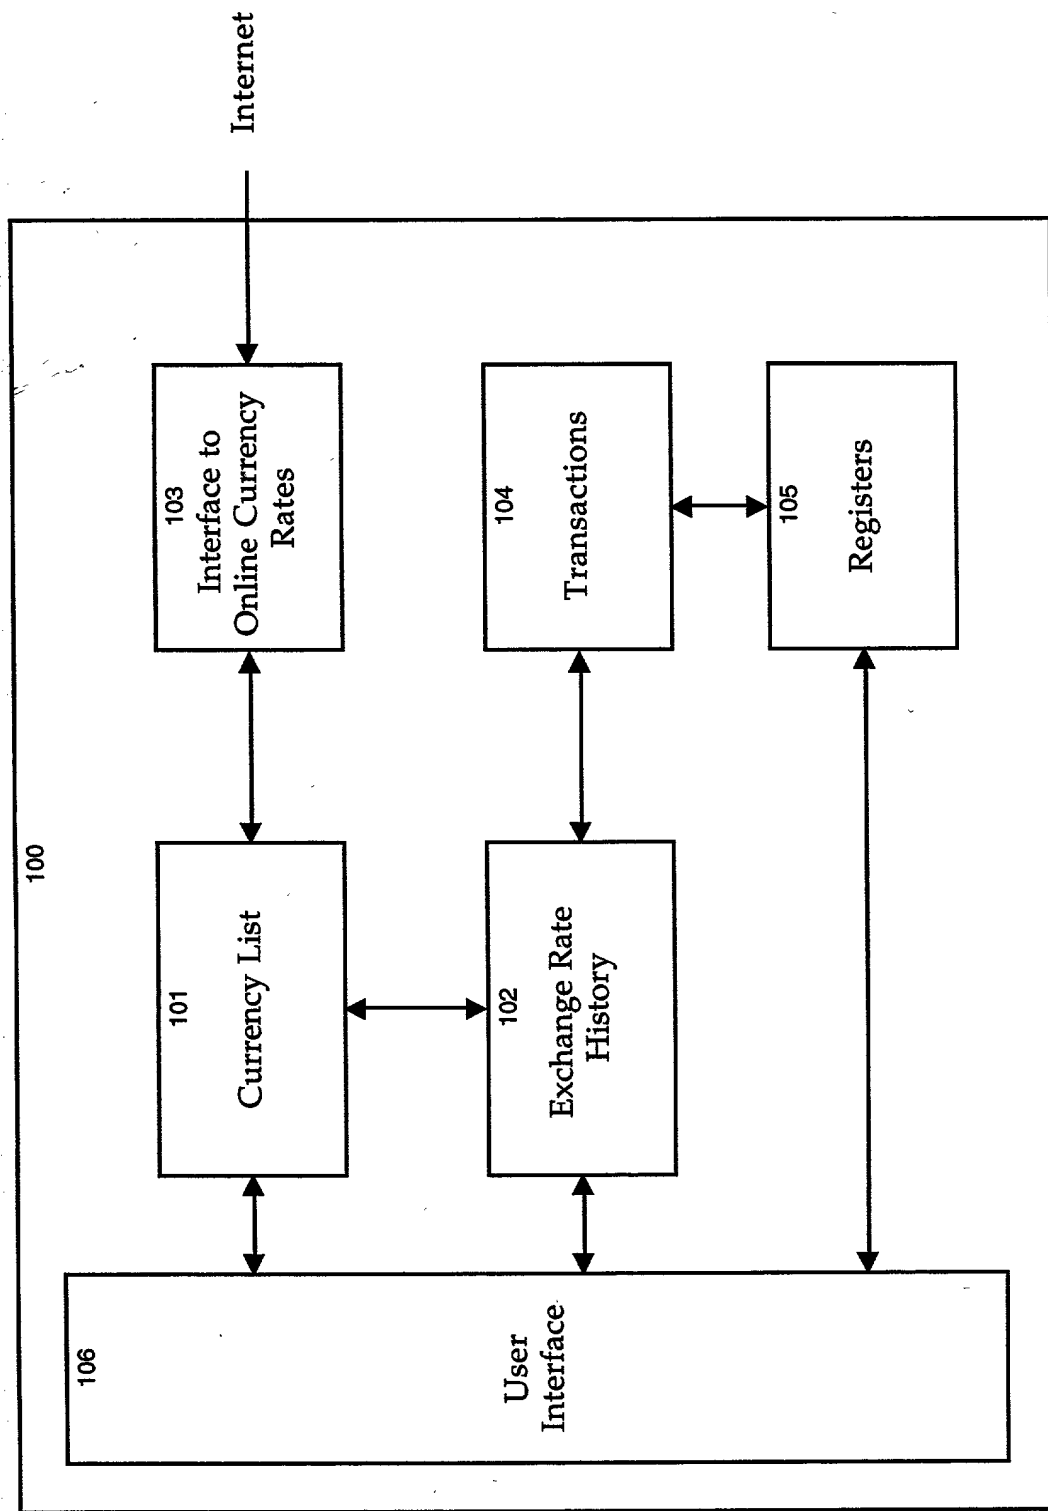 100
106
User
Interface
101
Currency List
103
Interface to
Online Currency
Rates
Internet
102
Exchange Rate
History
104
Transactions
105
Registers